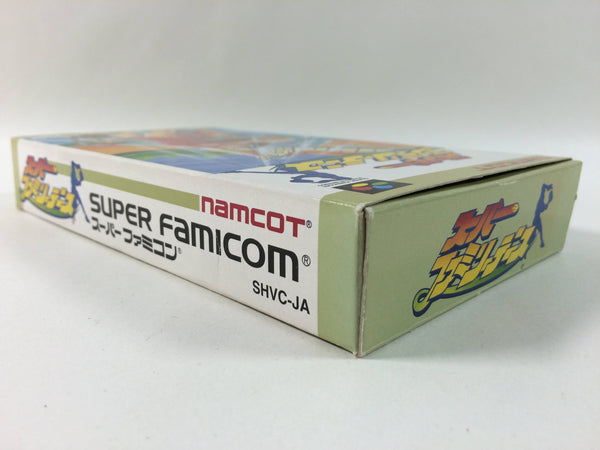 スーパー
ファミリーテニス
namcoT®
SUPER FAMICOM®
スーパーファミコン®
SHVC-JA
スーパー
ファミリーテニス